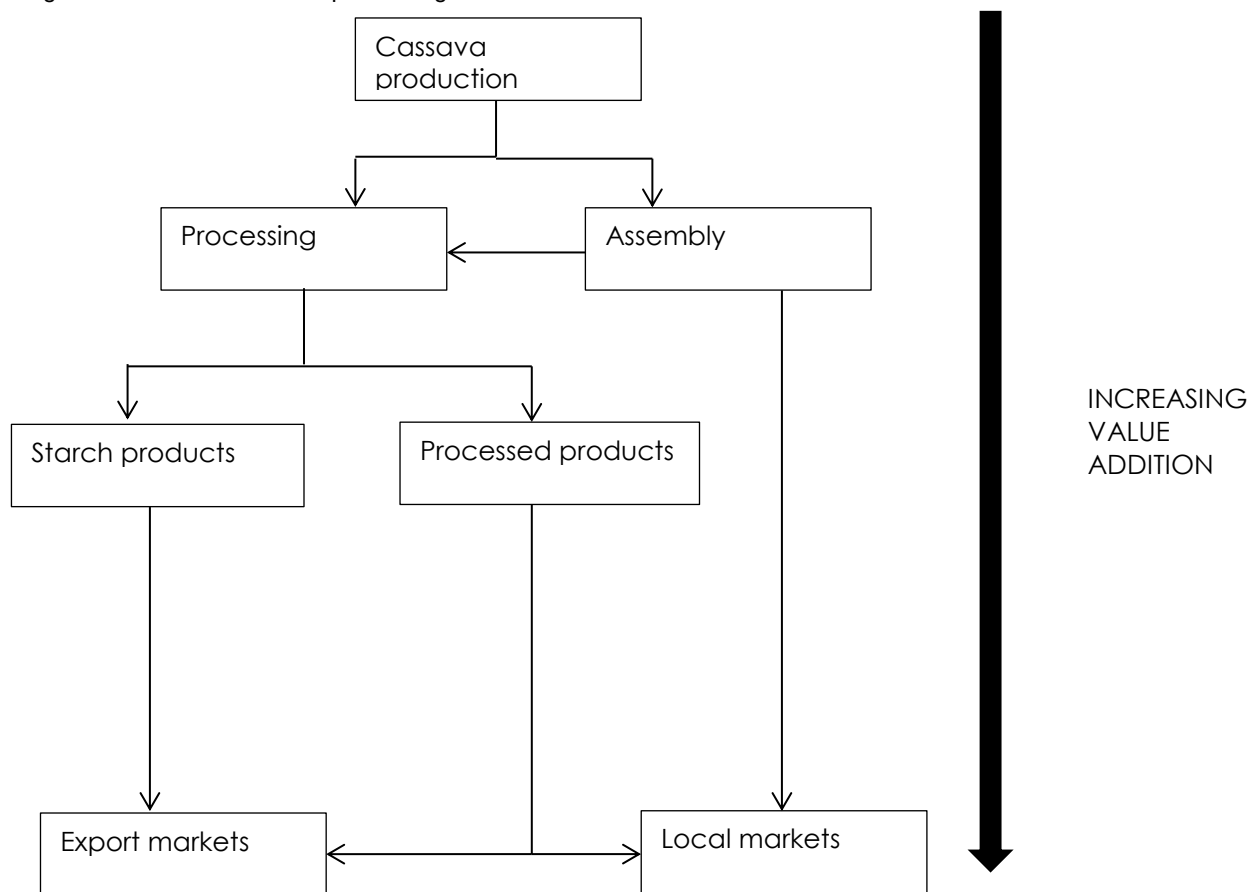 Cassava
production
Processing
Assembly
Starch products
Processed products
INCREASING
VALUE
ADDITION
Export markets
Local markets